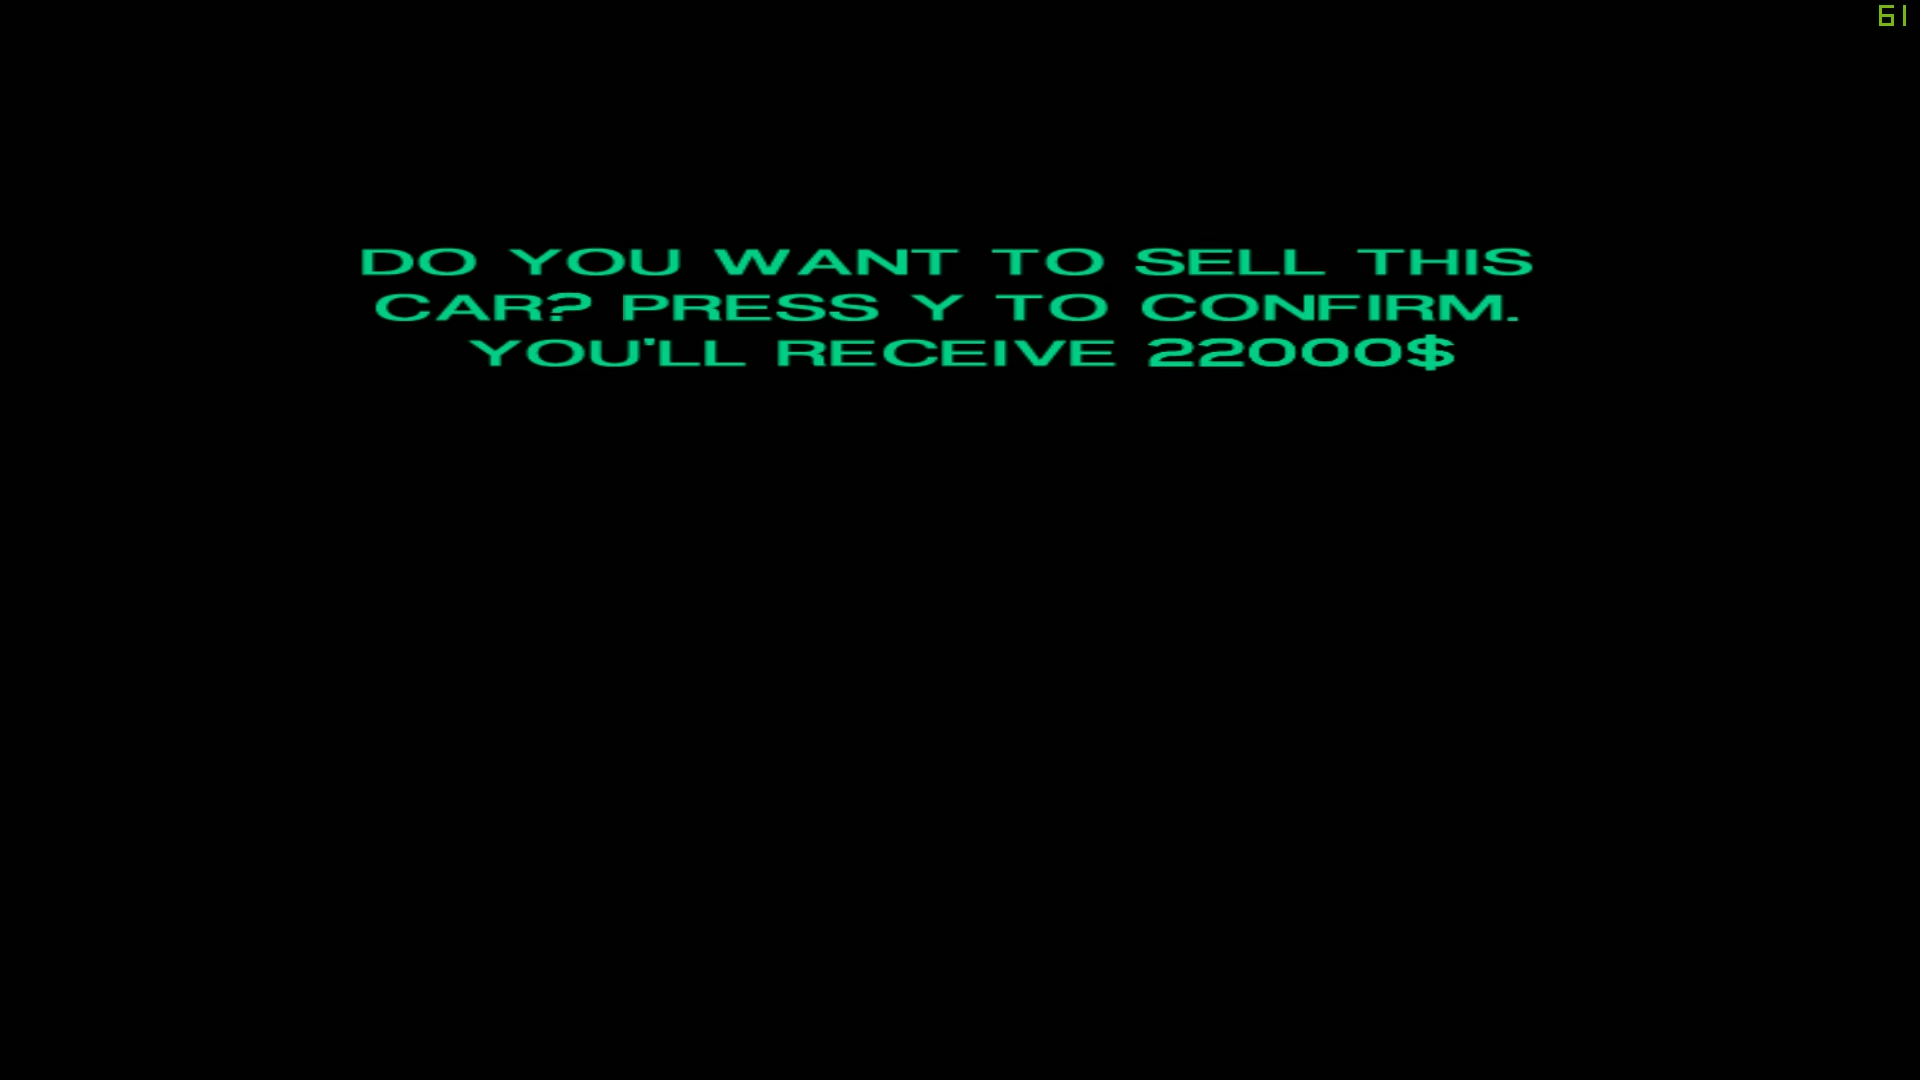 61
DO YOU WANT TO SELL THIS
CAR? PRESS Y TO CONFIRM.
YOU'LL RECEIVE 22000$